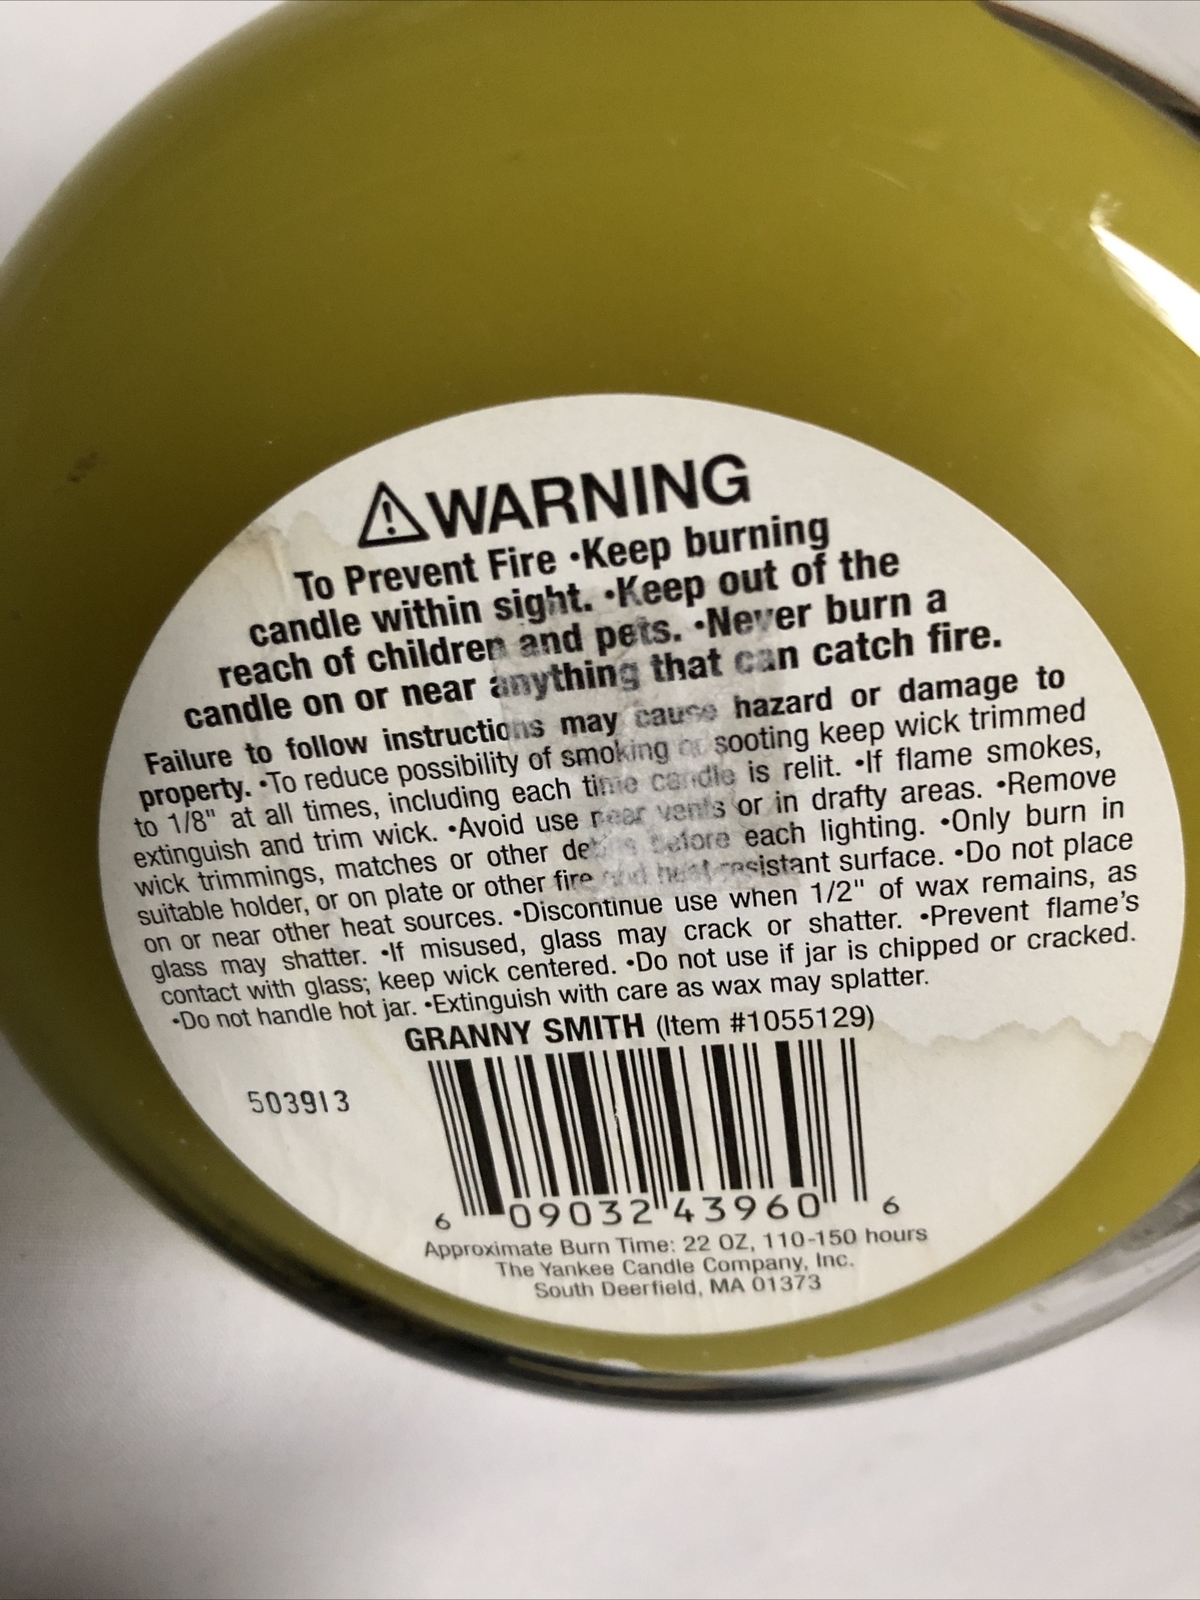 ⚠WARNING
To Prevent Fire •Keep burning
candle within sight. •Keep out of the
reach of children and pets. •Never burn a
candle on or near anything that can catch fire.
Failure to follow instructions may cause hazard or damage to
property. •To reduce possibility of smoking or sooting keep wick trimmed
to 1/8" at all times, including each time candle is relit. •If flame smokes,
extinguish and trim wick. •Avoid use near vents or in drafty areas. •Remove
wick trimmings, matches or other debris before each lighting. •Only burn in
suitable holder, or on plate or other fire and heat resistant surface. •Do not place
on or near other heat sources. •Discontinue use when 1/2" of wax remains, as
glass may shatter. •If misused, glass may crack or shatter. •Prevent flame's
contact with glass; keep wick centered. •Do not use if jar is chipped or cracked.
•Do not handle hot jar. •Extinguish with care as wax may splatter.
GRANNY SMITH (Item #1055129)
503913
6 09032 43960 6
Approximate Burn Time: 22 OZ, 110-150 hours
The Yankee Candle Company, Inc.
South Deerfield, MA 01373